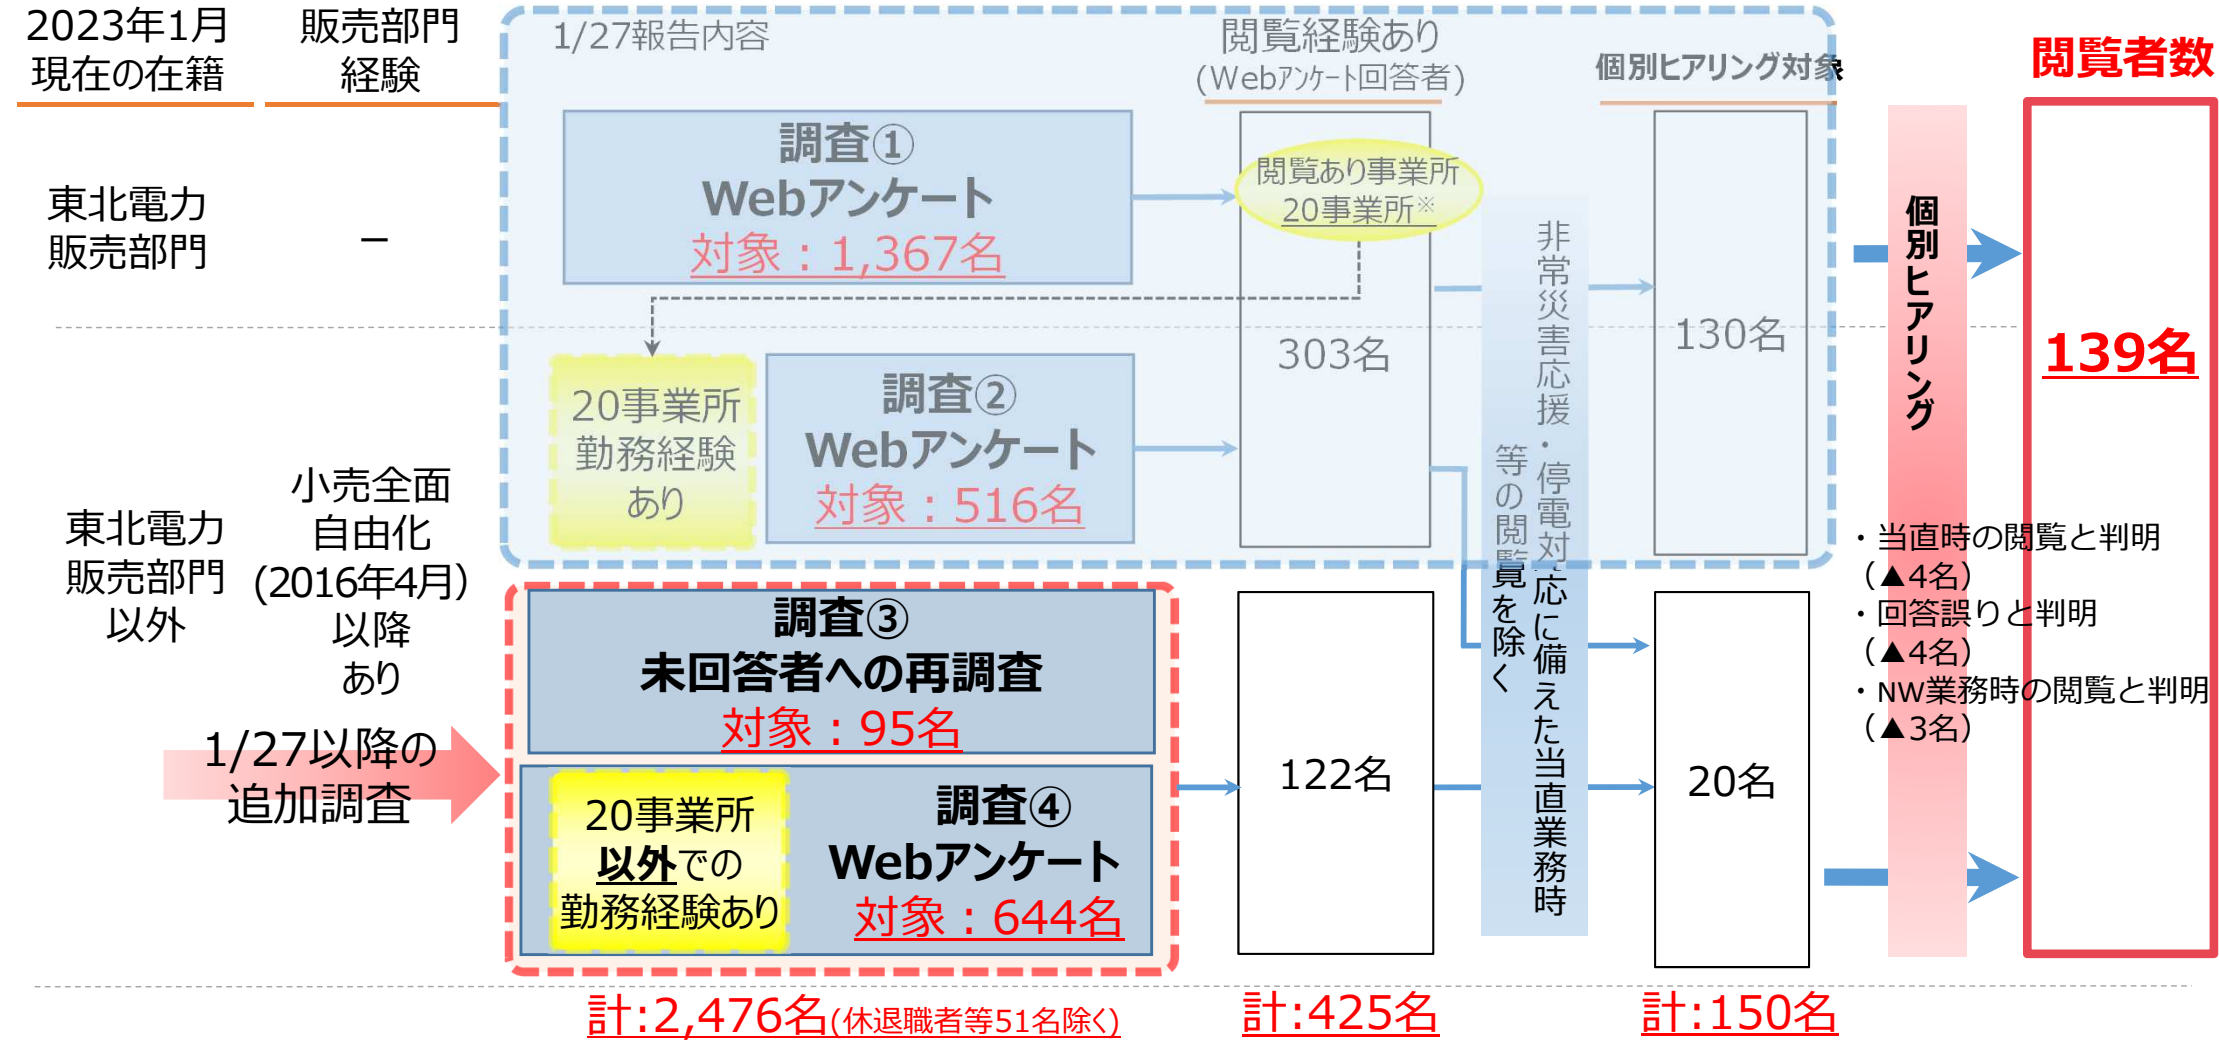 2023年1月
現在の在籍
販売部門
経験
1/27報告内容
閲覧経験あり
(Webｱﾝｹｰﾄ回答者)
個別ヒアリング対象
閲覧者数
東北電力
販売部門
－
調査①
Webアンケート
対象：1,367名
閲覧あり事業所
20事業所※
20事業所
勤務経験
あり
調査②
Webアンケート
対象：516名
303名
非常災害応援・停電対応に備えた当直業務時
等の閲覧を除く
130名
個別ヒアリング
139名
東北電力
販売部門
以外
小売全面
自由化
(2016年4月)
以降
あり
1/27以降の
追加調査
調査③
未回答者への再調査
対象：95名
20事業所
以外での
勤務経験あり
調査④
Webアンケート
対象：644名
122名
20名
・当直時の閲覧と判明
（▲4名）
・回答誤りと判明
（▲4名）
・NW業務時の閲覧と判明
（▲3名）
計:2,476名(休退職者等51名除く)
計:425名
計:150名